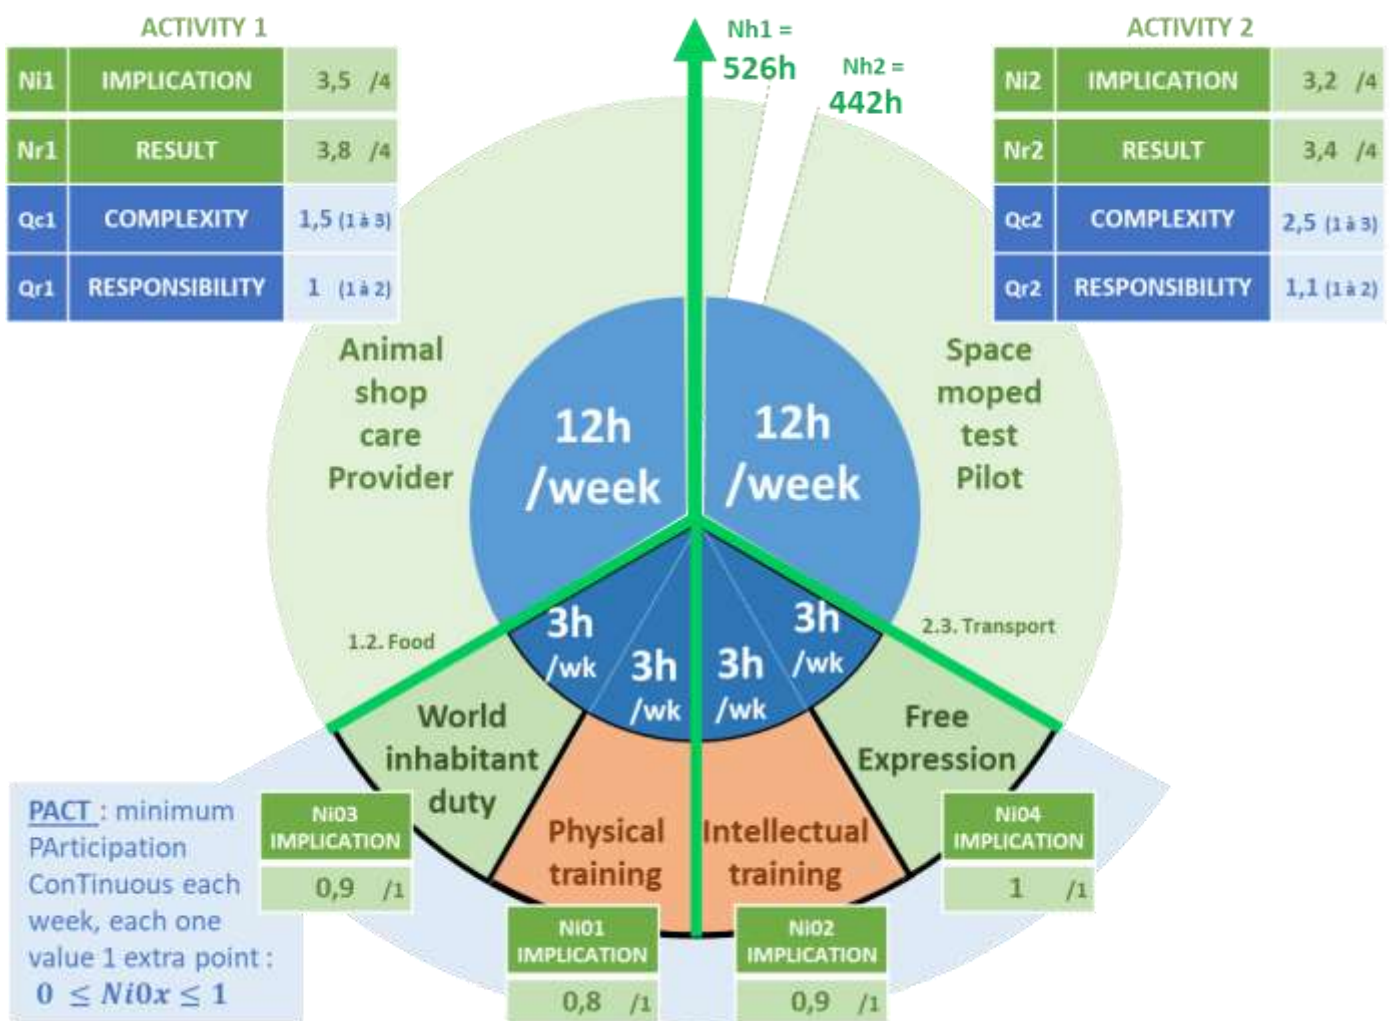 ACTIVITY 1
Ni1 IMPLICATION 3,5 /4
Nr1 RESULT 3,8 /4
Qc1 COMPLEXITY 1,5 (1 à 3)
Qr1 RESPONSIBILITY 1 (1 à 2)
Nh1 =
526h
Nh2 =
442h
ACTIVITY 2
Ni2 IMPLICATION 3,2 /4
Nr2 RESULT 3,4 /4
Qc2 COMPLEXITY 2,5 (1 à 3)
Qr2 RESPONSIBILITY 1,1 (1 à 2)
Animal
shop
care
Provider
12h
/week
12h
/week
Space
moped
test
Pilot
1.2. Food
2.3. Transport
3h
/wk
3h
/wk
3h
/wk
3h
/wk
World
inhabitant
duty
Physical
training
Intellectual
training
Free
Expression
PACT : minimum
PArticipation
ConTinuous each
week, each one
value 1 extra point :
0 ≤ Ni0x ≤ 1
Ni03
IMPLICATION
0,9 /1
Ni01
IMPLICATION
0,8 /1
Ni02
IMPLICATION
0,9 /1
Ni04
IMPLICATION
1 /1